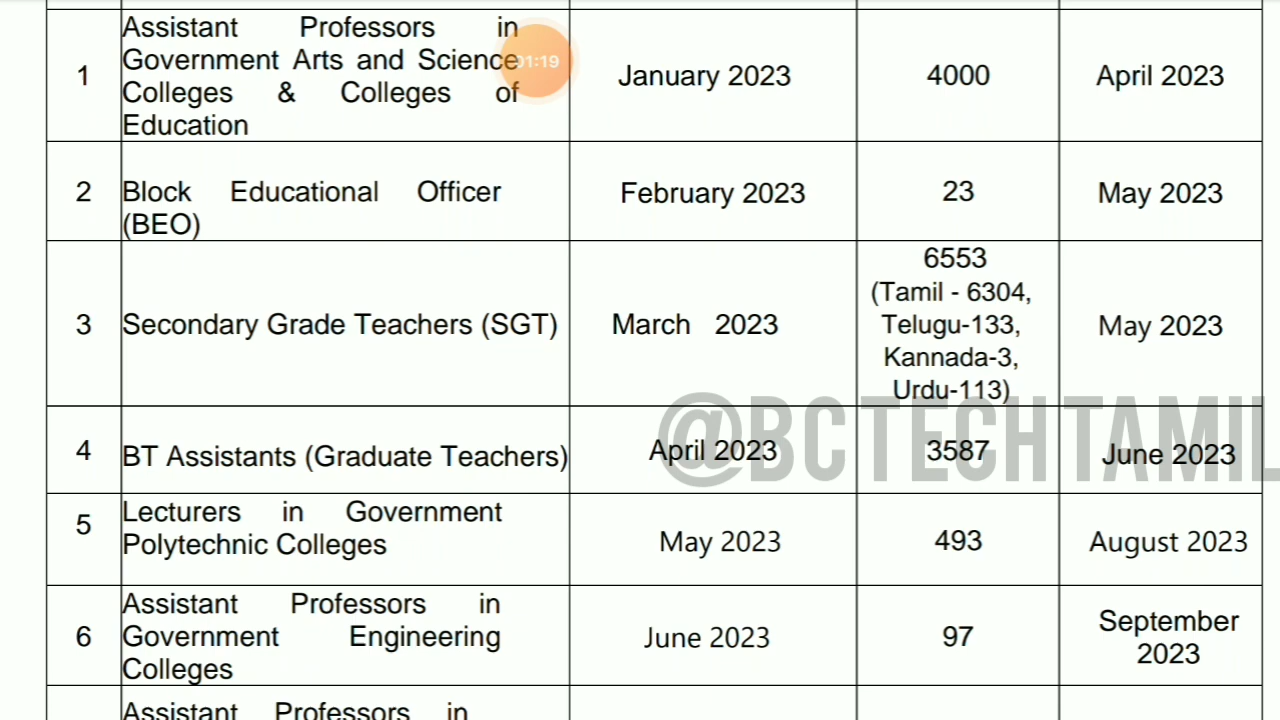 1
Assistant Professors in
Government Arts and Science
Colleges & Colleges of
Education
January 2023
4000
April 2023
01:19
2
Block Educational Officer
(BEO)
February 2023
23
May 2023
3
Secondary Grade Teachers (SGT)
March 2023
6553
(Tamil - 6304,
Telugu-133,
Kannada-3,
Urdu-113)
May 2023
@BCTECHTAMIL
4
BT Assistants (Graduate Teachers)
April 2023
3587
June 2023
5
Lecturers in Government
Polytechnic Colleges
May 2023
493
August 2023
6
Assistant Professors in
Government Engineering
Colleges
June 2023
97
September
2023
Assistant Professors in